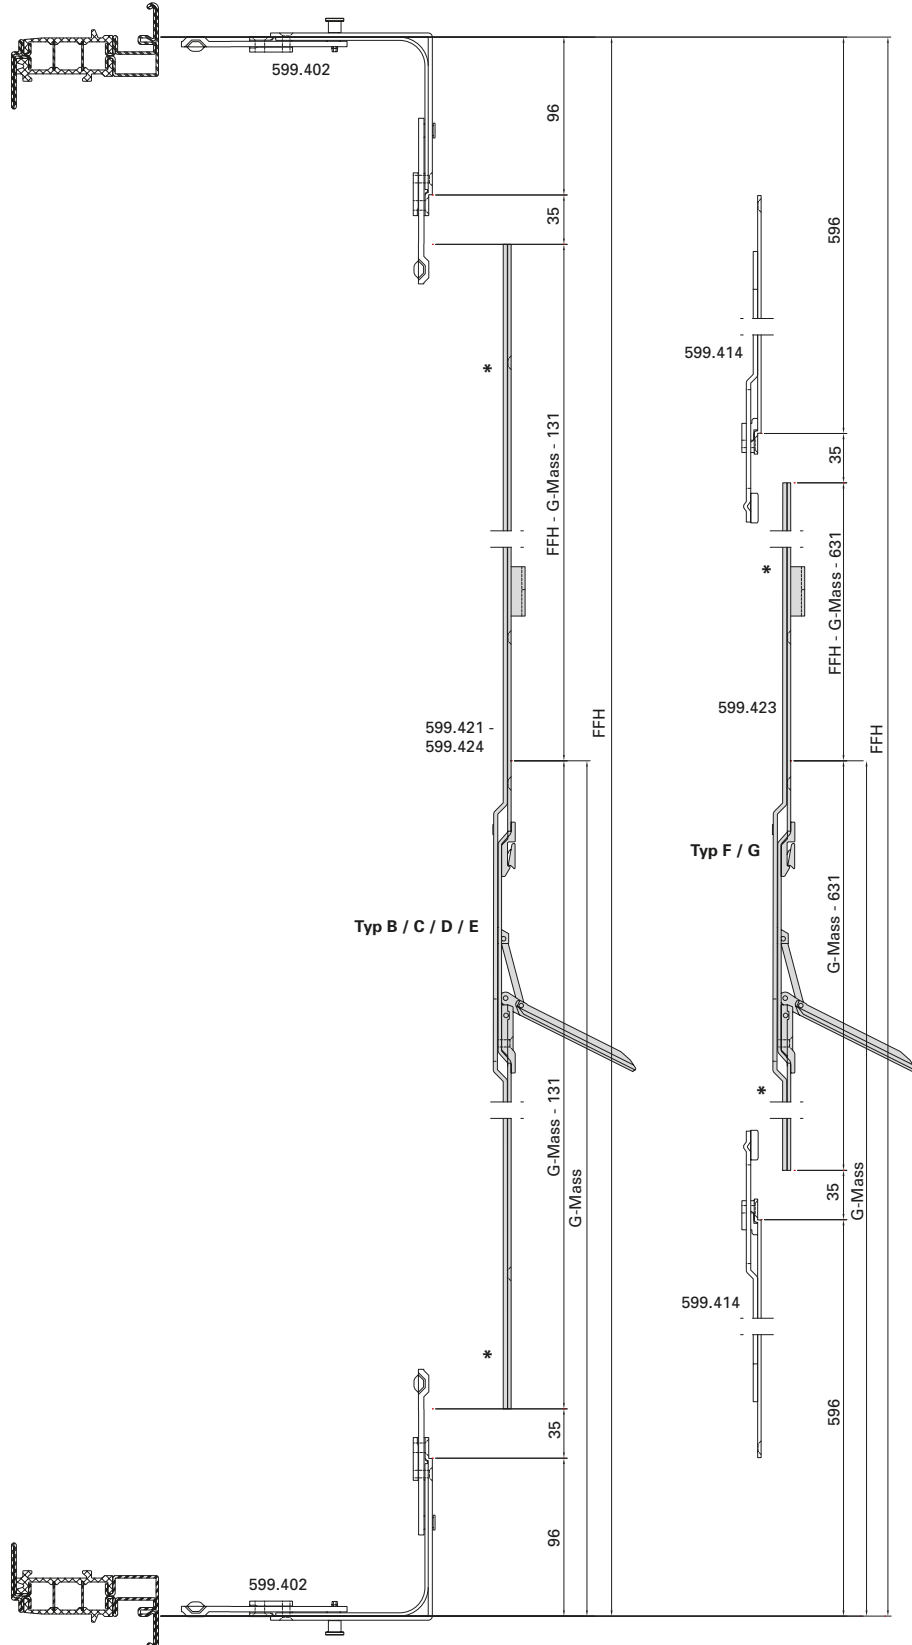 599.402
96
35
596
599.414
*
FFH - G-Mass - 131
35
*
FFH - G-Mass - 631
599.423
599.421 -
599.424
FFH
FFH
Typ F / G
G-Mass - 631
Typ B / C / D / E
*
G-Mass - 131
G-Mass
35
G-Mass
599.414
*
35
596
96
599.402